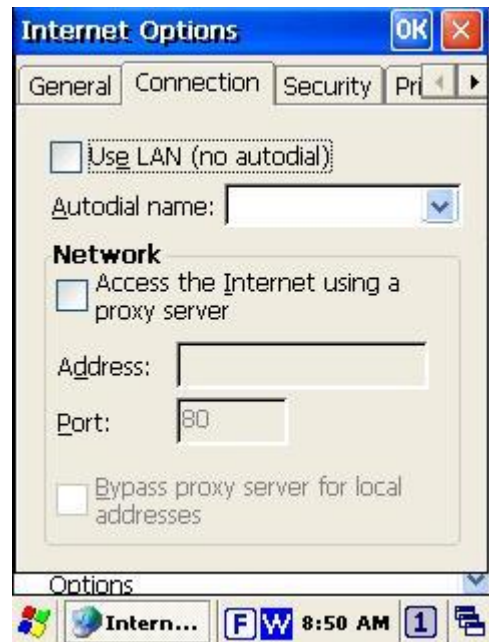 Internet Options OK
General Connection Security Pri
Use LAN (no autodial)
Autodial name:
Network
Access the Internet using a
proxy server
Address:
Port: 80
Bypass proxy server for local
addresses
Options
Intern... F W 8:50 AM 1